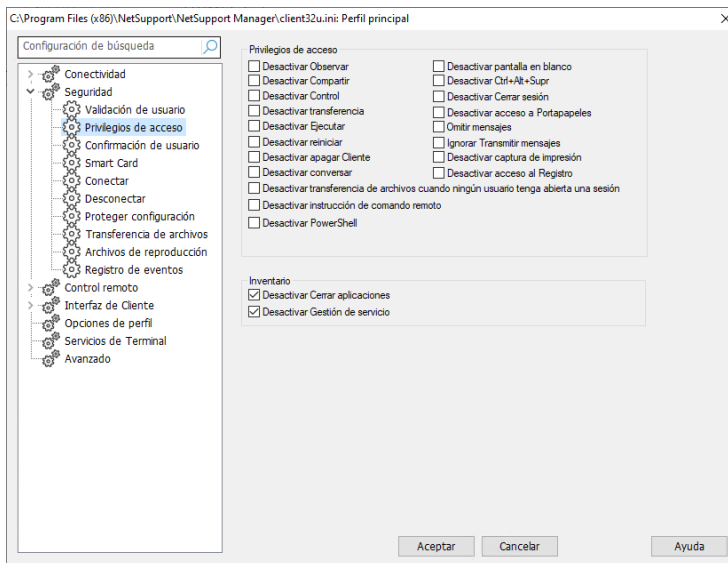 C:\Program Files (x86)\NetSupport\NetSupport Manager\client32u.ini: Perfil principal
Configuración de búsqueda
Conectividad
Seguridad
Validación de usuario
Privilegios de acceso
Confirmación de usuario
Smart Card
Conectar
Desconectar
Proteger configuración
Transferencia de archivos
Archivos de reproducción
Registro de eventos
Control remoto
Interfaz de Cliente
Opciones de perfil
Servicios de Terminal
Avanzado
Privilegios de acceso
Desactivar Observar
Desactivar Compartir
Desactivar Control
Desactivar transferencia
Desactivar Ejecutar
Desactivar reiniciar
Desactivar apagar Cliente
Desactivar conversar
Desactivar pantalla en blanco
Desactivar Ctrl+Alt+Supr
Desactivar Cerrar sesión
Desactivar acceso a Portapapeles
Omitir mensajes
Ignorar Transmitir mensajes
Desactivar captura de impresión
Desactivar acceso al Registro
Desactivar transferencia de archivos cuando ningún usuario tenga abierta una sesión
Desactivar instrucción de comando remoto
Desactivar PowerShell
Inventario
Desactivar Cerrar aplicaciones
Desactivar Gestión de servicio
Aceptar
Cancelar
Ayuda